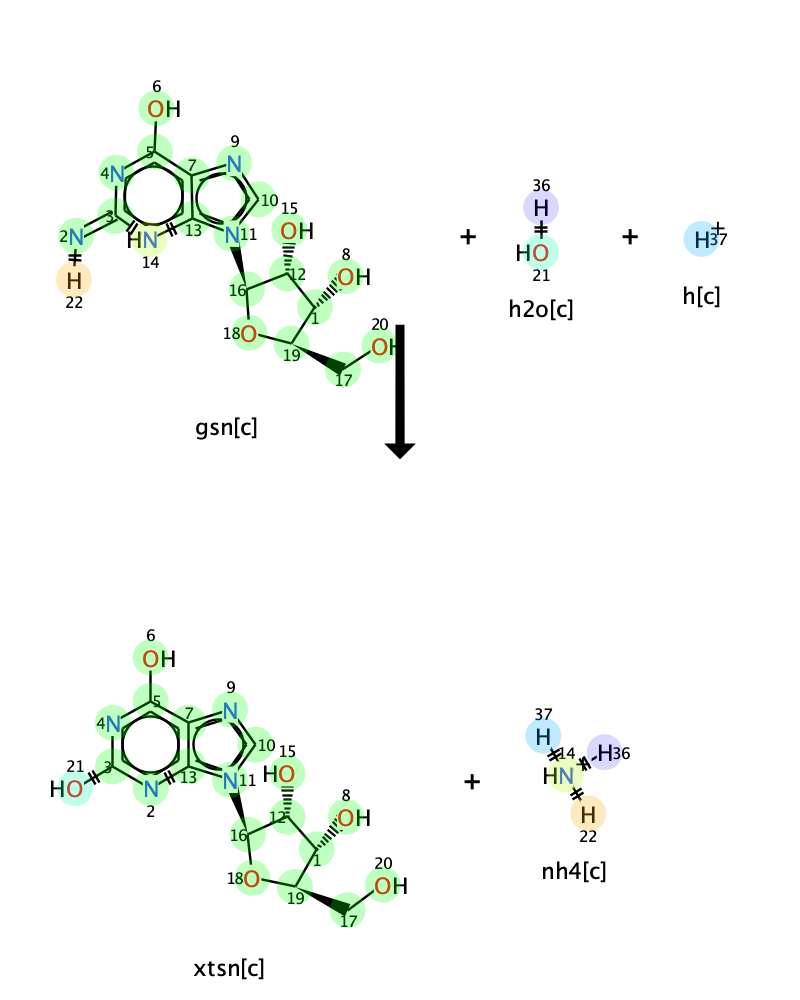 6
OH
5
4 N
7
9
N
10
3
2 N
HN
14
13
N 11
15
OH
H
22
16
12
8
OH
1
18 O
19
20
OH
17
gsn[c]
+
36
H
HO
21
h2o[c]
+
H+
37
h[c]
6
OH
5
4 N
7
9
N
10
3
21
HO
N
2
13
N 11
15
HO
16
12
8
OH
1
18 O
19
20
OH
17
xtsn[c]
+
37
H
14
H 36
HN
H
22
nh4[c]